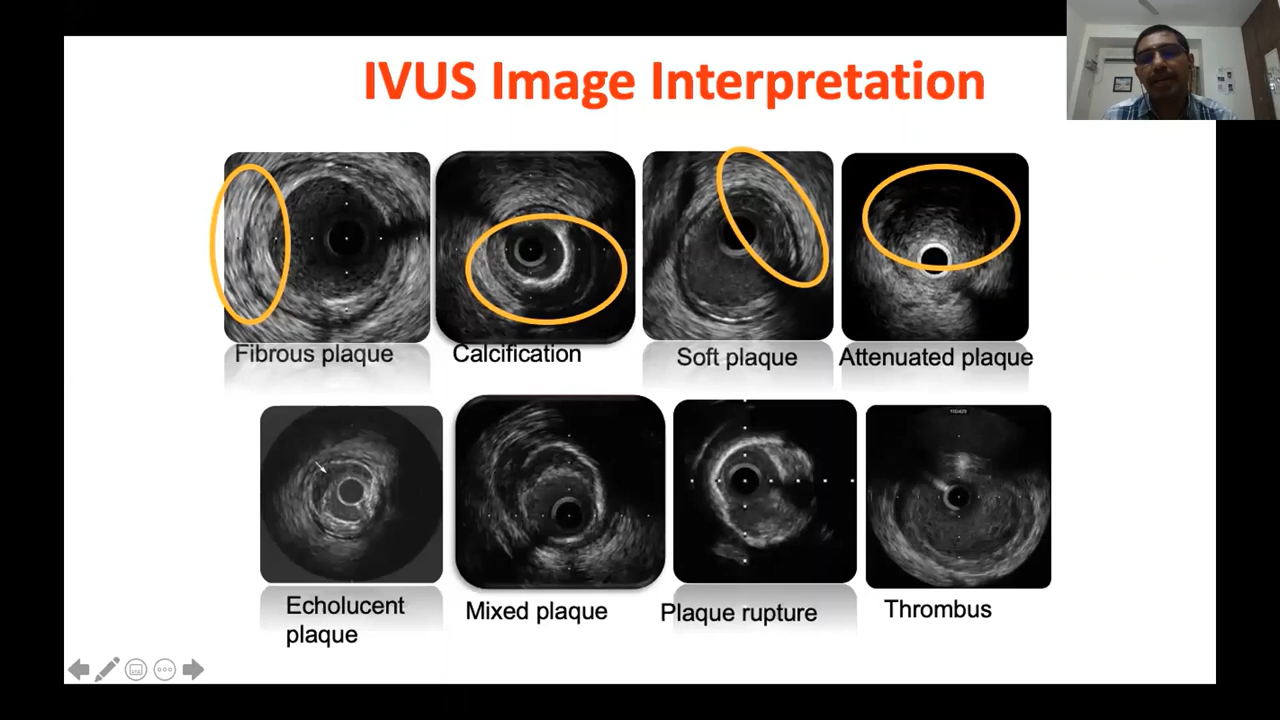 IVUS Image Interpretation
Fibrous plaque
Calcification
Soft plaque
Attenuated plaque
Echolucent
plaque
Mixed plaque
Plaque rupture
Thrombus